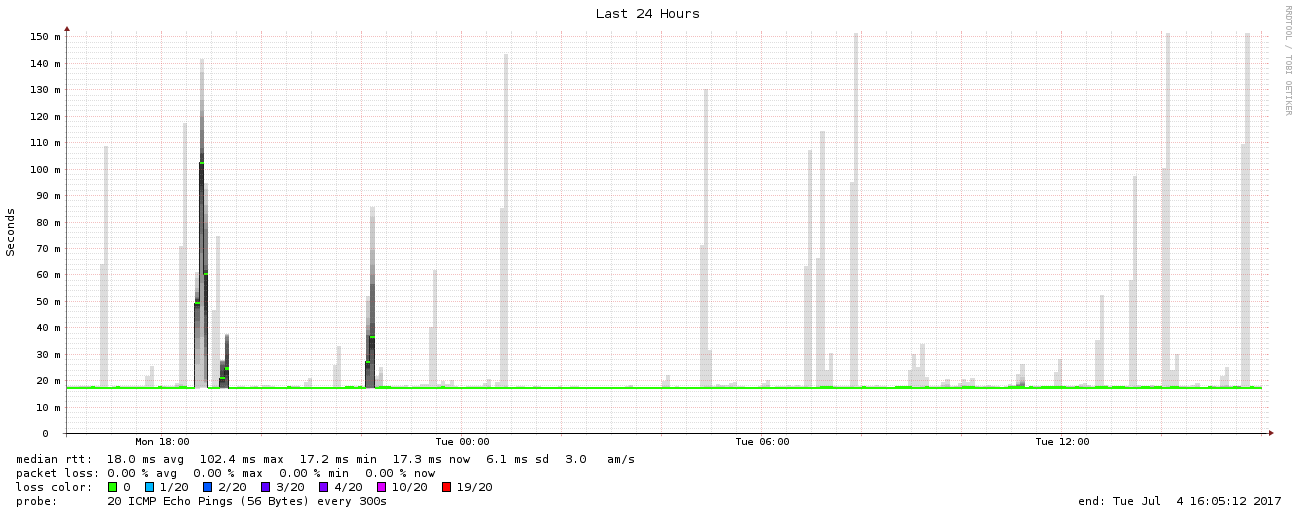 Last 24 Hours
RRDTOOL / TOBI OETIKER
Seconds
150 m
140 m
130 m
120 m
110 m
100 m
90 m
80 m
70 m
60 m
50 m
40 m
30 m
20 m
10 m
0
Mon 18:00 Tue 00:00 Tue 06:00 Tue 12:00
median rtt: 18.0 ms avg 102.4 ms max 17.2 ms min 17.3 ms now 6.1 ms sd 3.0 am/s
packet loss: 0.00 % avg 0.00 % max 0.00 % min 0.00 % now
loss color: 0 1/20 2/20 3/20 4/20 10/20 19/20
probe: 20 ICMP Echo Pings (56 Bytes) every 300s end: Tue Jul 4 16:05:12 2017